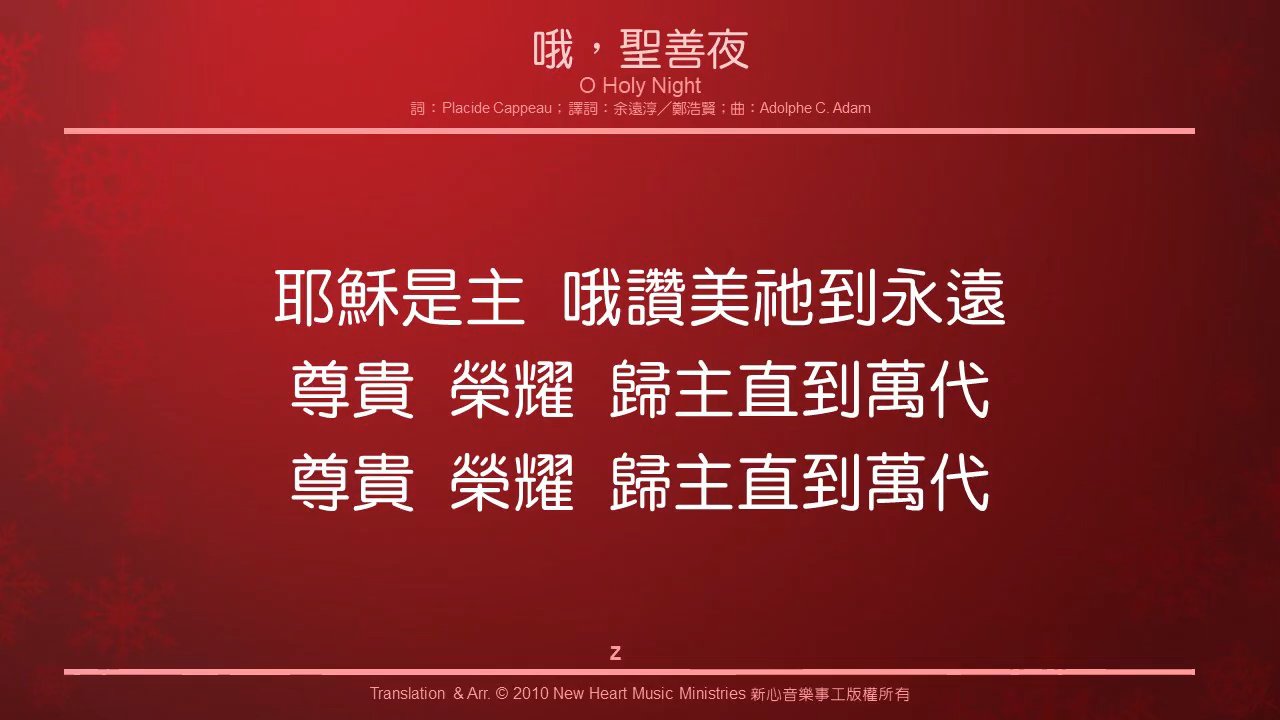 哦，聖善夜
O Holy Night
詞：Placide Cappeau；譯詞：余遠淳／鄭浩賢；曲：Adolphe C. Adam
耶穌是主 哦讚美祂到永遠
尊貴 榮耀 歸主直到萬代
尊貴 榮耀 歸主直到萬代
z
Translation & Arr. © 2010 New Heart Music Ministries 新心音樂事工版權所有